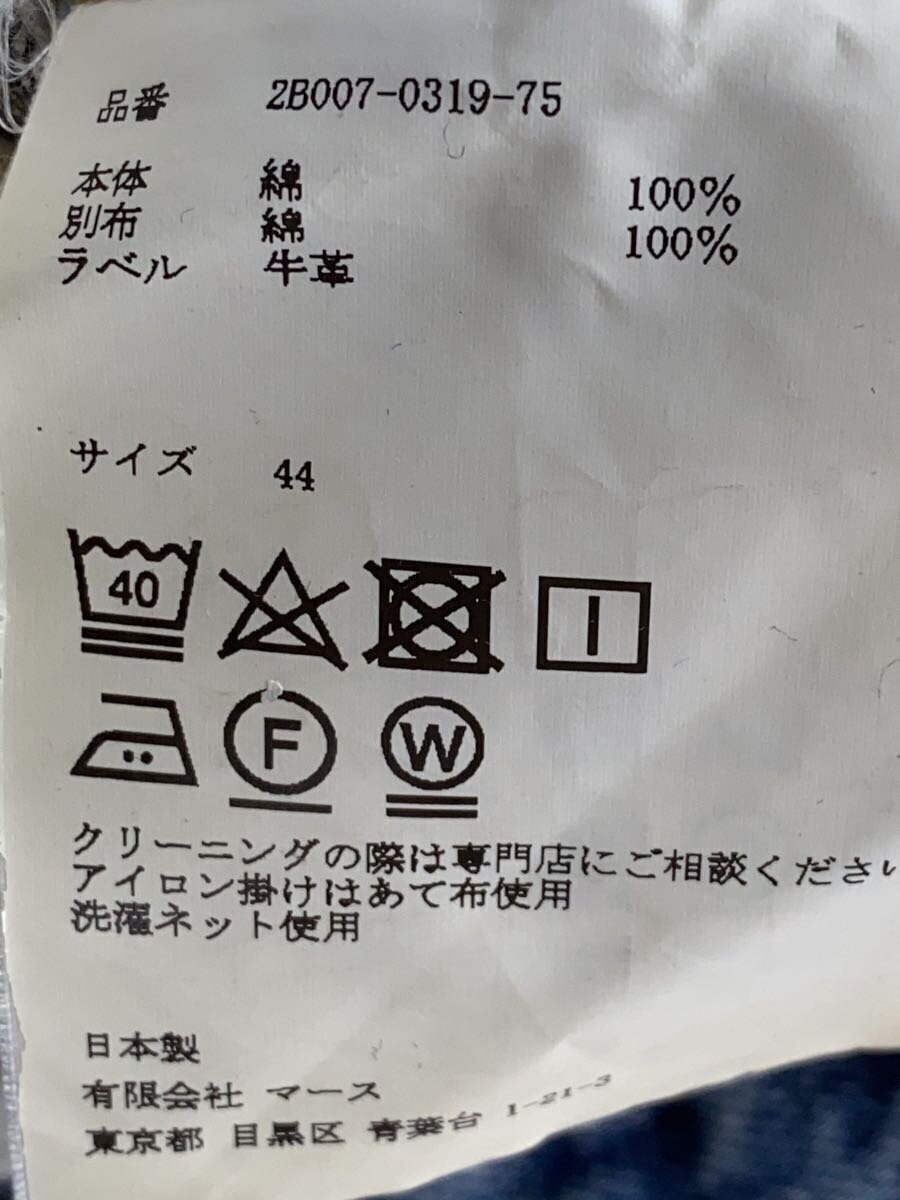 品番 2B007-0319-75
本体 綿 100%
別布 綿 100%
ラベル 牛革
サイズ 44
40
F W
クリーニングの際は専門店にご相談ください
アイロン掛けはあて布使用
洗濯ネット使用
日本製
有限会社 マース
東京都 目黒区 青葉台 1-21-3